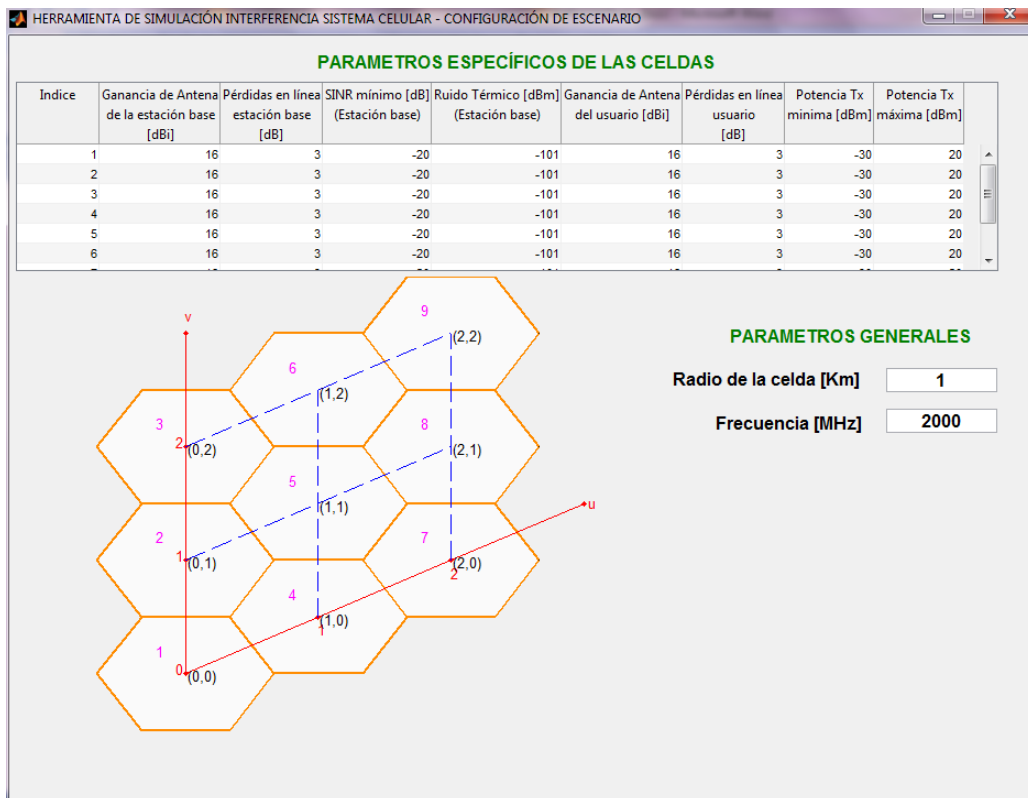 HERRAMIENTA DE SIMULACIÓN INTERFERENCIA SISTEMA CELULAR - CONFIGURACIÓN DE ESCENARIO
PARAMETROS ESPECÍFICOS DE LAS CELDAS
Indice Ganancia de Antena de la estación base [dBi] Pérdidas en línea estación base [dB] SINR mínimo [dB] (Estación base) Ruido Térmico [dBm] (Estación base) Ganancia de Antena del usuario [dBi] Pérdidas en línea usuario [dB] Potencia Tx minima [dBm] Potencia Tx máxima [dBm]
1 16 3 -20 -101 16 3 -30 20
2 16 3 -20 -101 16 3 -30 20
3 16 3 -20 -101 16 3 -30 20
4 16 3 -20 -101 16 3 -30 20
5 16 3 -20 -101 16 3 -30 20
6 16 3 -20 -101 16 3 -30 20
PARAMETROS GENERALES
Radio de la celda [Km] 1
Frecuencia [MHz] 2000
v
9
(2,2)
6
(1,2)
3
8
2
(0,2)
(2,1)
5
u
(1,1)
2
7
1
(0,1)
(2,0)
2
4
(1,0)
1
1
0
(0,0)